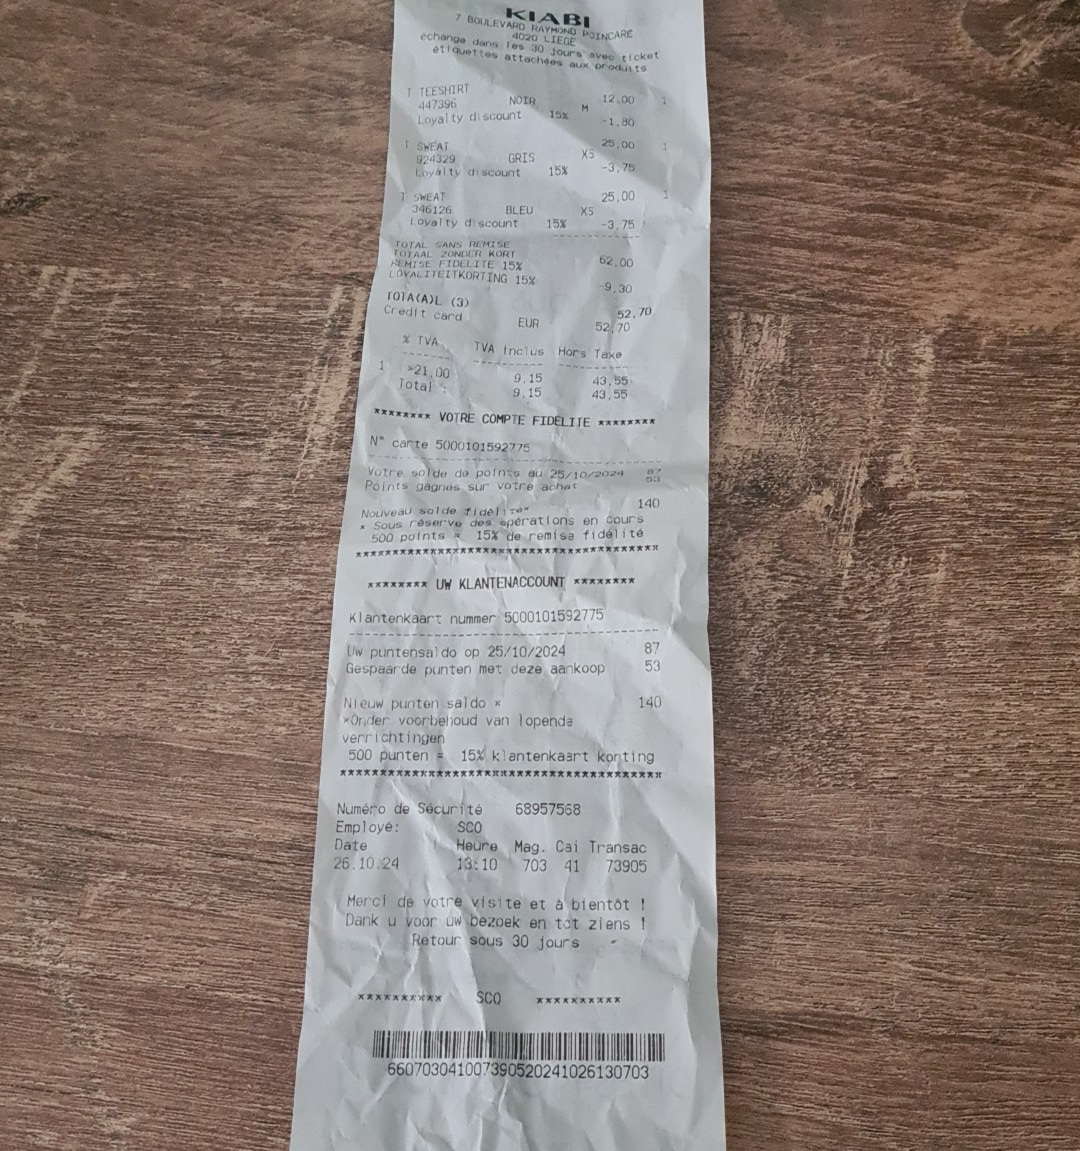 KIABI
7 BOULEVARD RAYMOND POINCARÉ
4020 LIEGE
échange dans les 30 jours avec ticket
étiquettes attachées aux produits
T TEESHIRT 12,00 1
447396 NOIR M
Loyalty discount 15% -1,80
T SWEAT 25,00 1
924329 GRIS XS
Loyalty discount 15% -3,75
T SWEAT 25,00 1
346126 BLEU XS
Loyalty discount 15% -3,75
TOTAL SANS REMISE
TOTAAL ZONDER KORT 62,00
REMISE FIDELITE 15%
LOYALITEITKORTING 15% -9,30
TOTA(A)L (3) 52,70
Credit card EUR 52,70
% TVA TVA Inclus Hors Taxe
1 >21,00 9,15 43,55
Total : 9,15 43,55
******** VOTRE COMPTE FIDELITE ********
N° carte 5000101592775
Votre solde de points au 25/10/2024 87
Points gagnés sur votre achat 53
Nouveau solde fidélité* 140
* Sous réserve des opérations en cours
500 points = 15% de remise fidélité
****************************************
******** UW KLANTENACCOUNT ********
Klantenkaart nummer 5000101592775
Uw puntensaldo op 25/10/2024 87
Gespaarde punten met deze aankoop 53
Nieuw punten saldo * 140
*Onder voorbehoud van lopende
verrichtingen
500 punten = 15% klantenkaart korting
****************************************
Numéro de Sécurité 68957568
Employé: SCO
Date Heure Mag. Cai Transac
26.10.24 13:10 703 41 73905
Merci de votre visite et à bientôt !
Dank u voor uw bezoek en tot ziens !
Retour sous 30 jours
********** SCO **********
660703041007390520241026130703